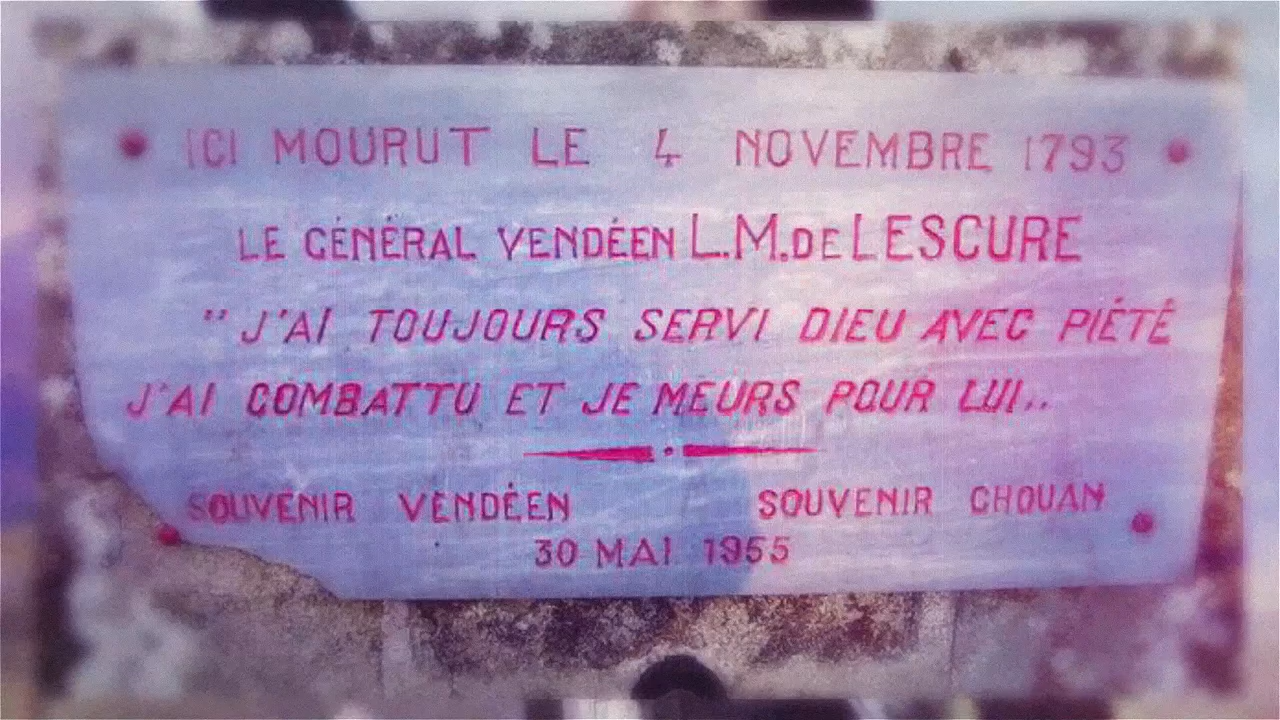 ICI MOURUT LE 4 NOVEMBRE 1793
LE GÉNÉRAL VENDÉEN L.M.DE LESCURE
"J'AI TOUJOURS SERVI DIEU AVEC PIÉTÉ
J'AI COMBATTU ET JE MEURS POUR LUI..
SOUVENIR VENDÉEN SOUVENIR CHOUAN
30 MAI 1955